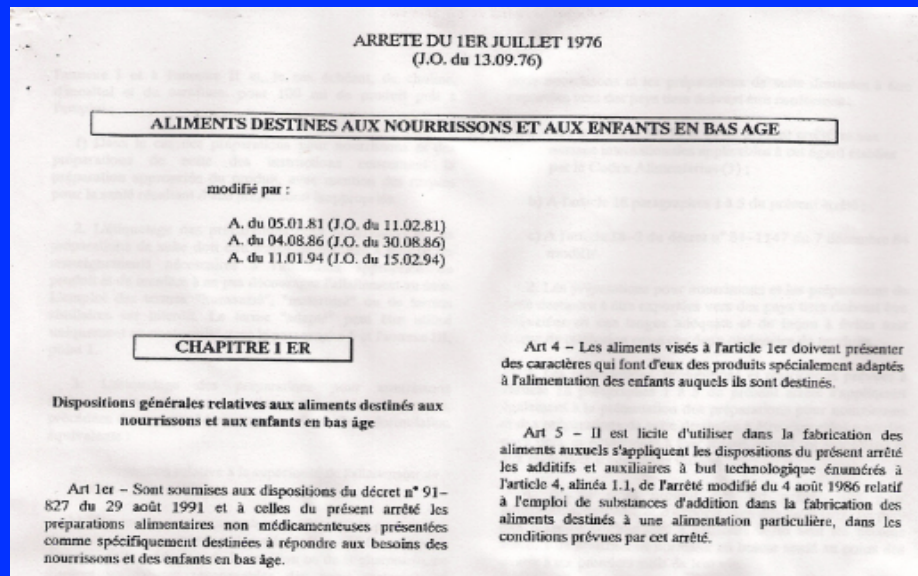 ARRETE DU 1ER JUILLET 1976
(J.O. du 13.09.76)
ALIMENTS DESTINES AUX NOURRISSONS ET AUX ENFANTS EN BAS AGE
modifié par :
A. du 05.01.81 (J.O. du 11.02.81)
A. du 04.08.86 (J.O. du 30.08.86)
A. du 11.01.94 (J.O. du 15.02.94)
CHAPITRE 1 ER
Dispositions générales relatives aux aliments destinés aux
nourrissons et aux enfants en bas âge
Art 1er – Sont soumises aux dispositions du décret n° 91–
827 du 29 août 1991 et à celles du présent arrêté les
préparations alimentaires non médicamenteuses présentées
comme spécifiquement destinées à répondre aux besoins des
nourrissons et des enfants en bas âge.
Art 4 – Les aliments visés à l'article 1er doivent présenter
des caractères qui font d'eux des produits spécialement adaptés
à l'alimentation des enfants auquels ils sont destinés.
Art 5 – Il est licite d'utiliser dans la fabrication des
aliments auxuels s'appliquent les dispositions du présent arrêté
les additifs et auxiliaires à but technologique énumérés à
l'article 4, alinéa 1.1, de l'arrêté modifié du 4 août 1986 relatif
à l'emploi de substances d'addition dans la fabrication des
aliments destinés à une alimentation particulière, dans les
conditions prévues par cet arrêté.